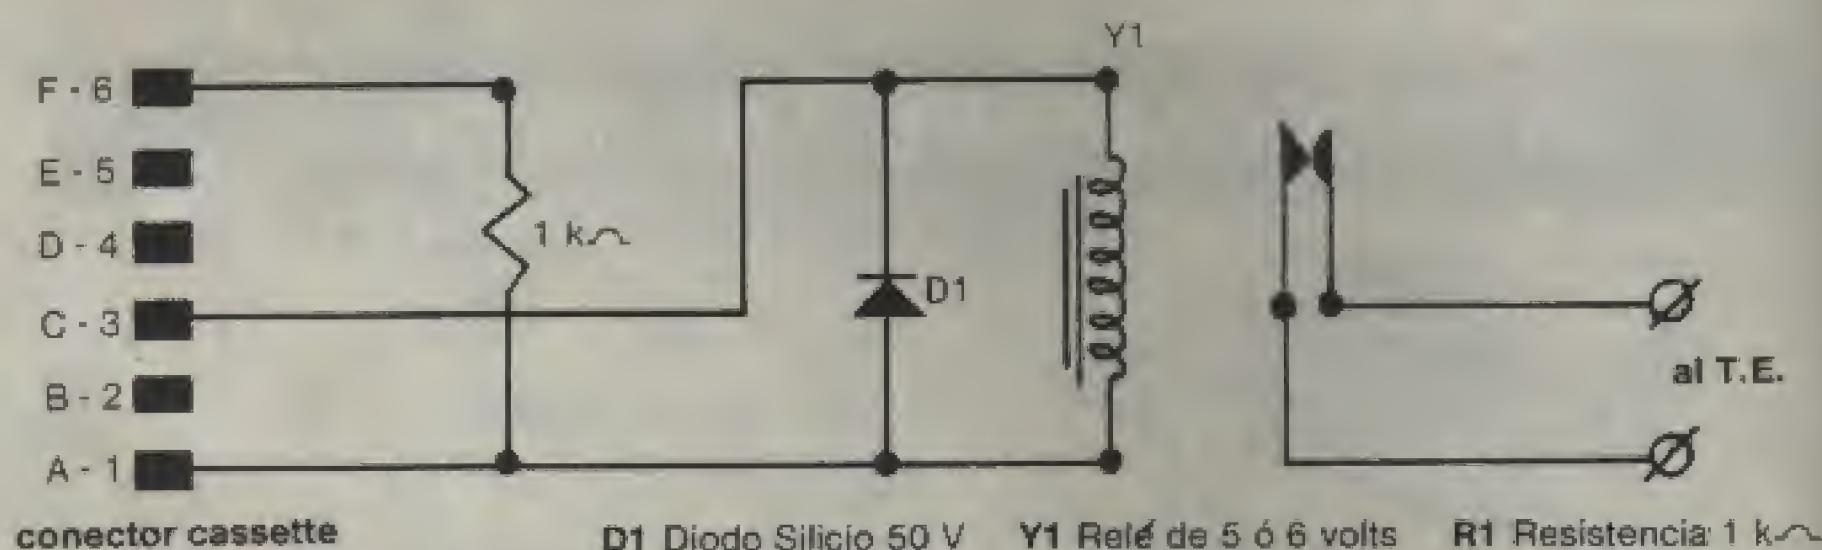 Y1
F - 6
E - 5
1 k
D - 4
D1
C - 3
al T.E.
B - 2
A - 1
conector cassette
D1 Diodo Silicio 50 V
Y1 Relé de 5 ó 6 volts
R1 Resistencia 1 k